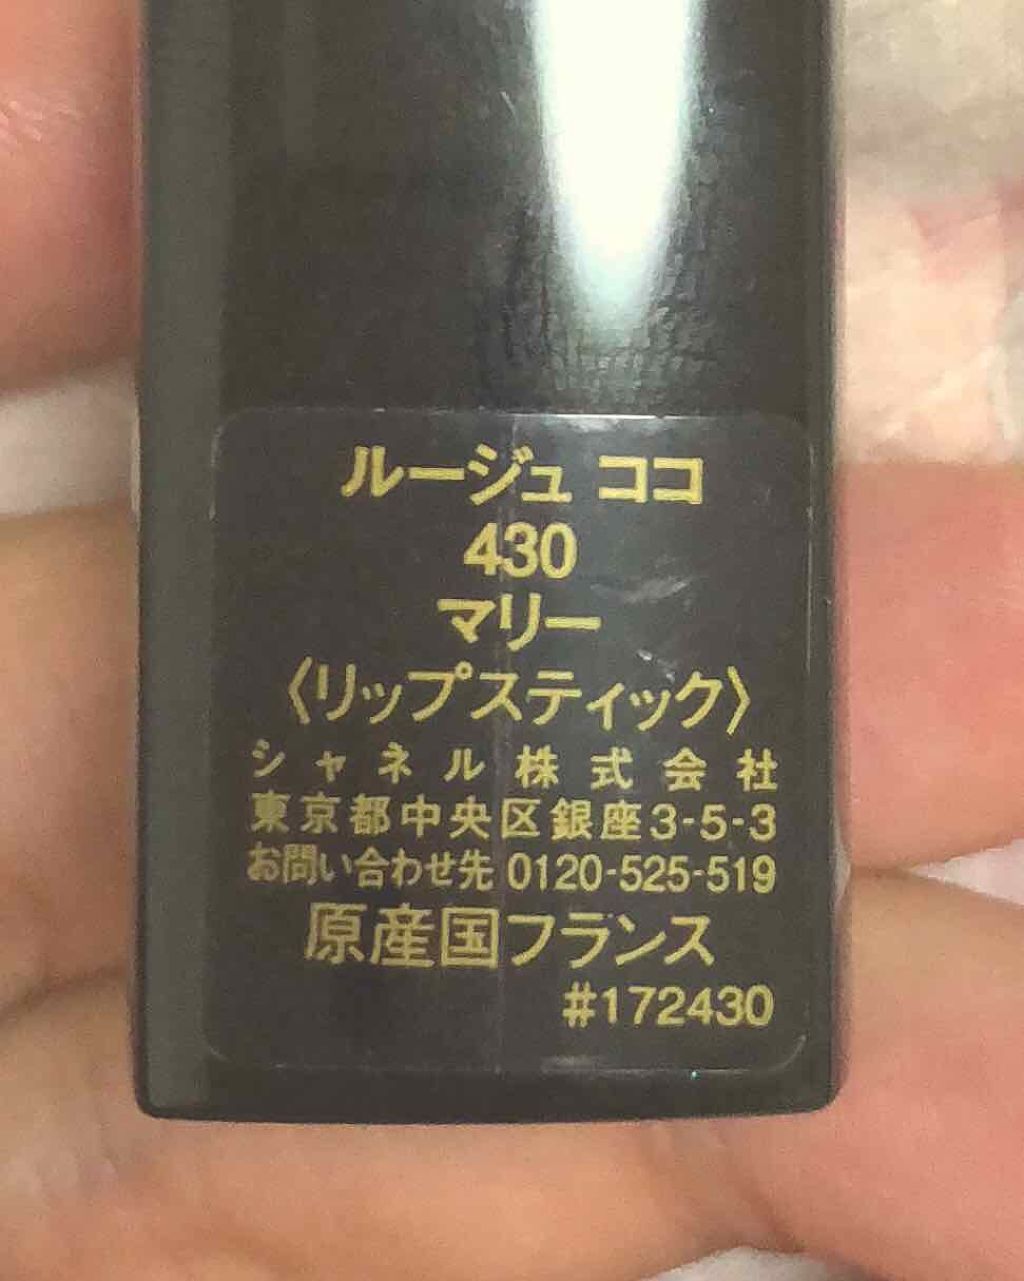 ルージュ ココ
430
マリー
〈リップスティック〉
シャネル株式会社
東京都中央区銀座3-5-3
お問い合わせ先 0120-525-519
原産国フランス
#172430